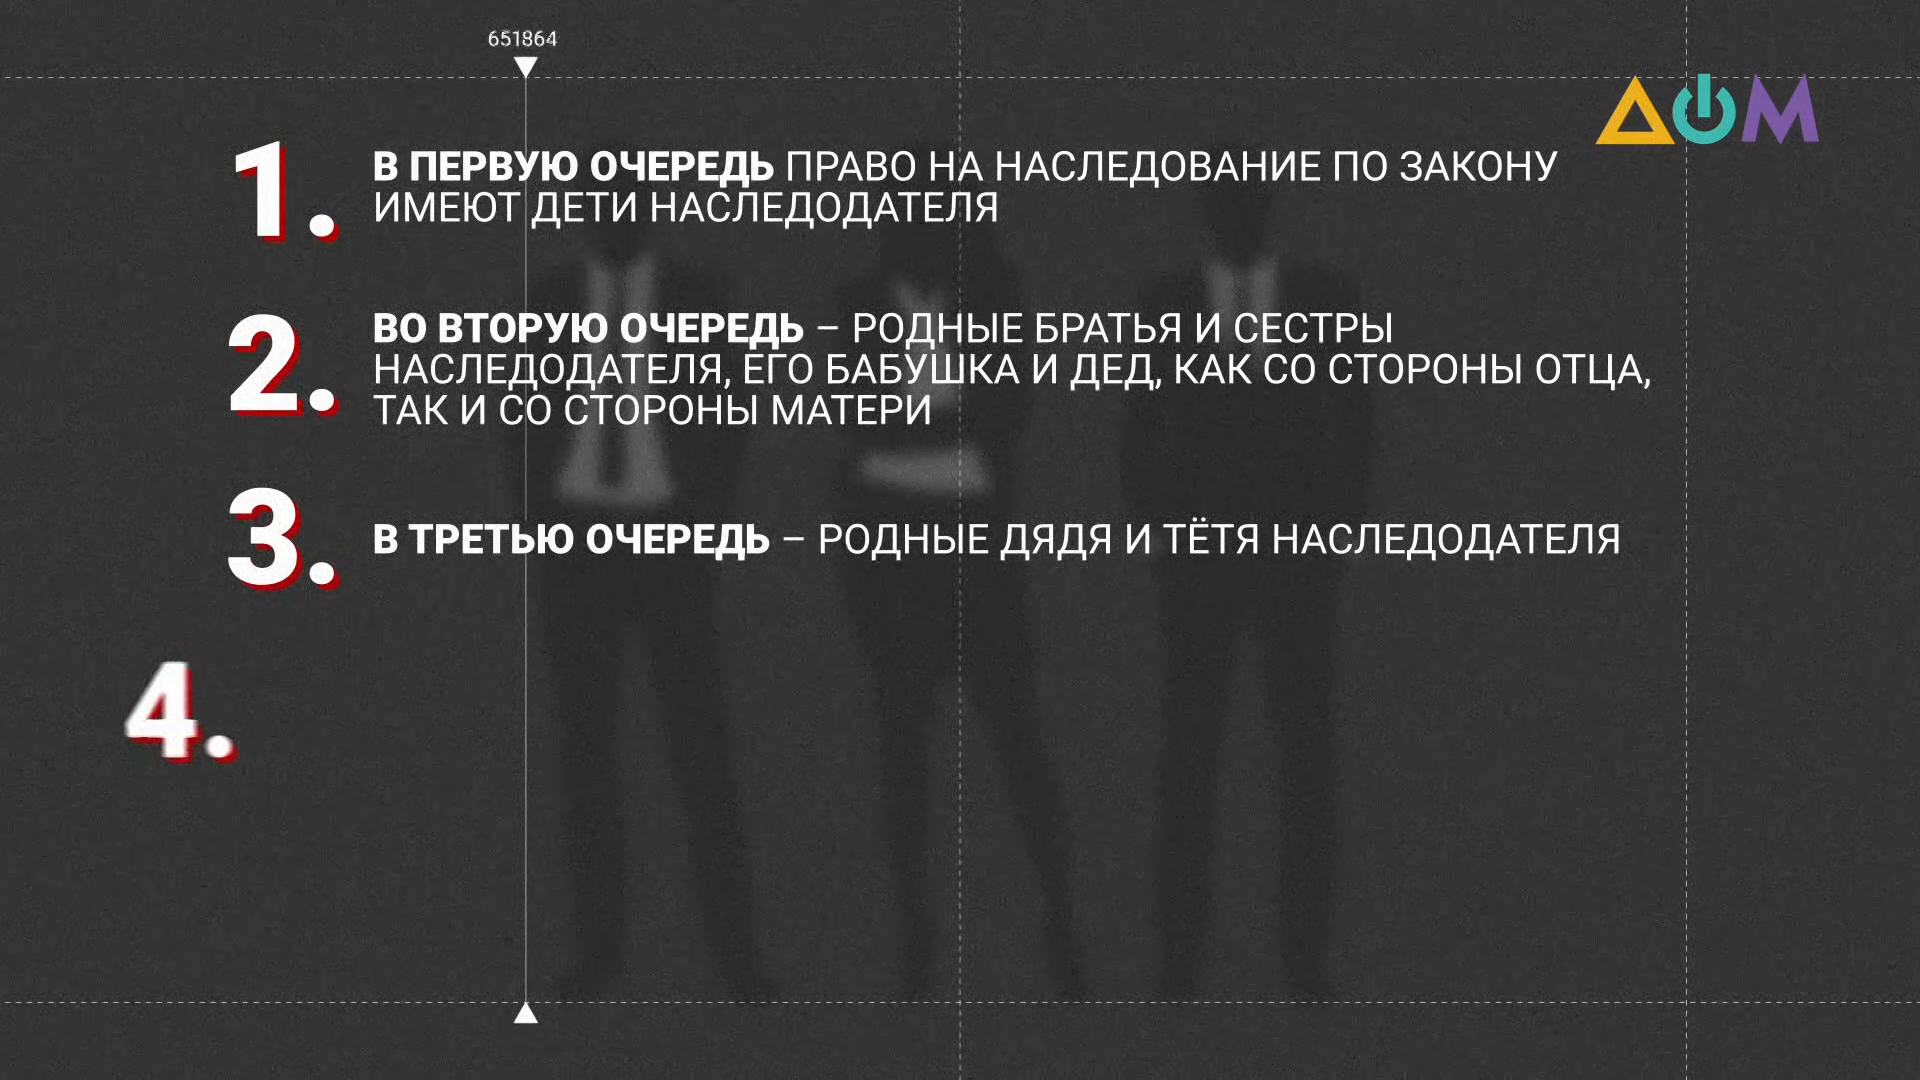 651864
ДОМ
1. В ПЕРВУЮ ОЧЕРЕДЬ ПРАВО НА НАСЛЕДОВАНИЕ ПО ЗАКОНУ
ИМЕЮТ ДЕТИ НАСЛЕДОДАТЕЛЯ
2. ВО ВТОРУЮ ОЧЕРЕДЬ – РОДНЫЕ БРАТЬЯ И СЕСТРЫ
НАСЛЕДОДАТЕЛЯ, ЕГО БАБУШКА И ДЕД, КАК СО СТОРОНЫ ОТЦА,
ТАК И СО СТОРОНЫ МАТЕРИ
3. В ТРЕТЬЮ ОЧЕРЕДЬ – РОДНЫЕ ДЯДЯ И ТЁТЯ НАСЛЕДОДАТЕЛЯ
4.